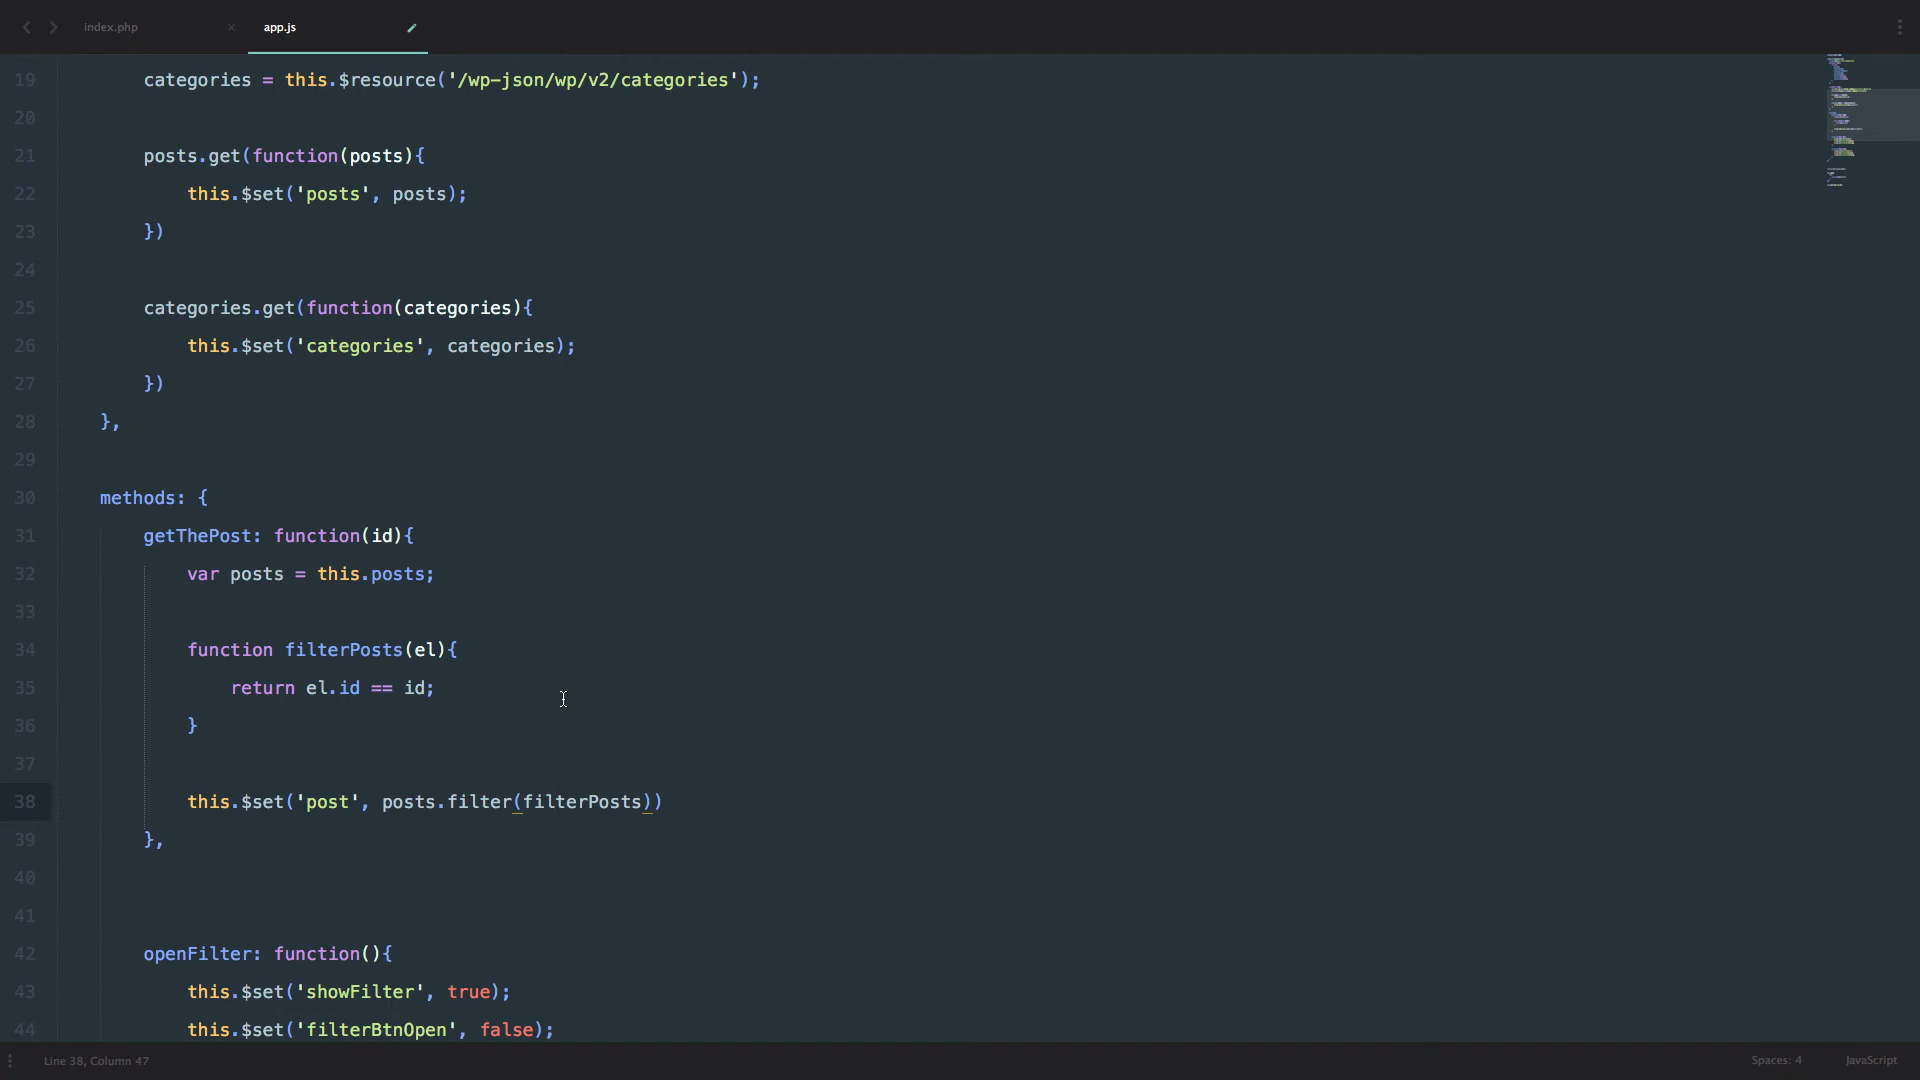 index.php × app.js
19 categories = this.$resource('/wp-json/wp/v2/categories');
20
21 posts.get(function(posts){
22 this.$set('posts', posts);
23 })
24
25 categories.get(function(categories){
26 this.$set('categories', categories);
27 })
28 },
29
30 methods: {
31 getThePost: function(id){
32 var posts = this.posts;
33
34 function filterPosts(el){
35 return el.id == id;
36 }
37
38 this.$set('post', posts.filter(filterPosts))
39 },
40
41
42 openFilter: function(){
43 this.$set('showFilter', true);
44 this.$set('filterBtnOpen', false);
Line 38, Column 47 Spaces: 4 JavaScript